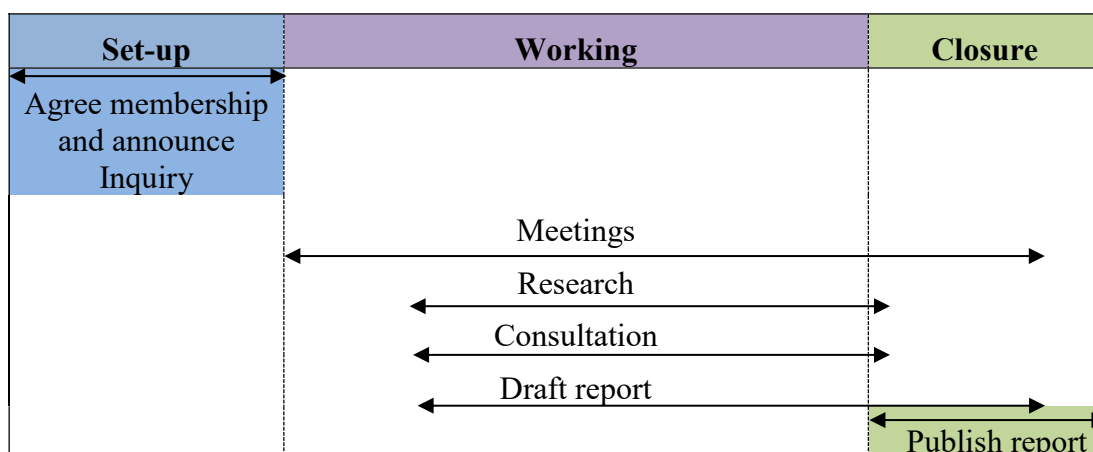 Set-up Working Closure
Agree membership
and announce
Inquiry
Meetings
Research
Consultation
Draft report
Publish report